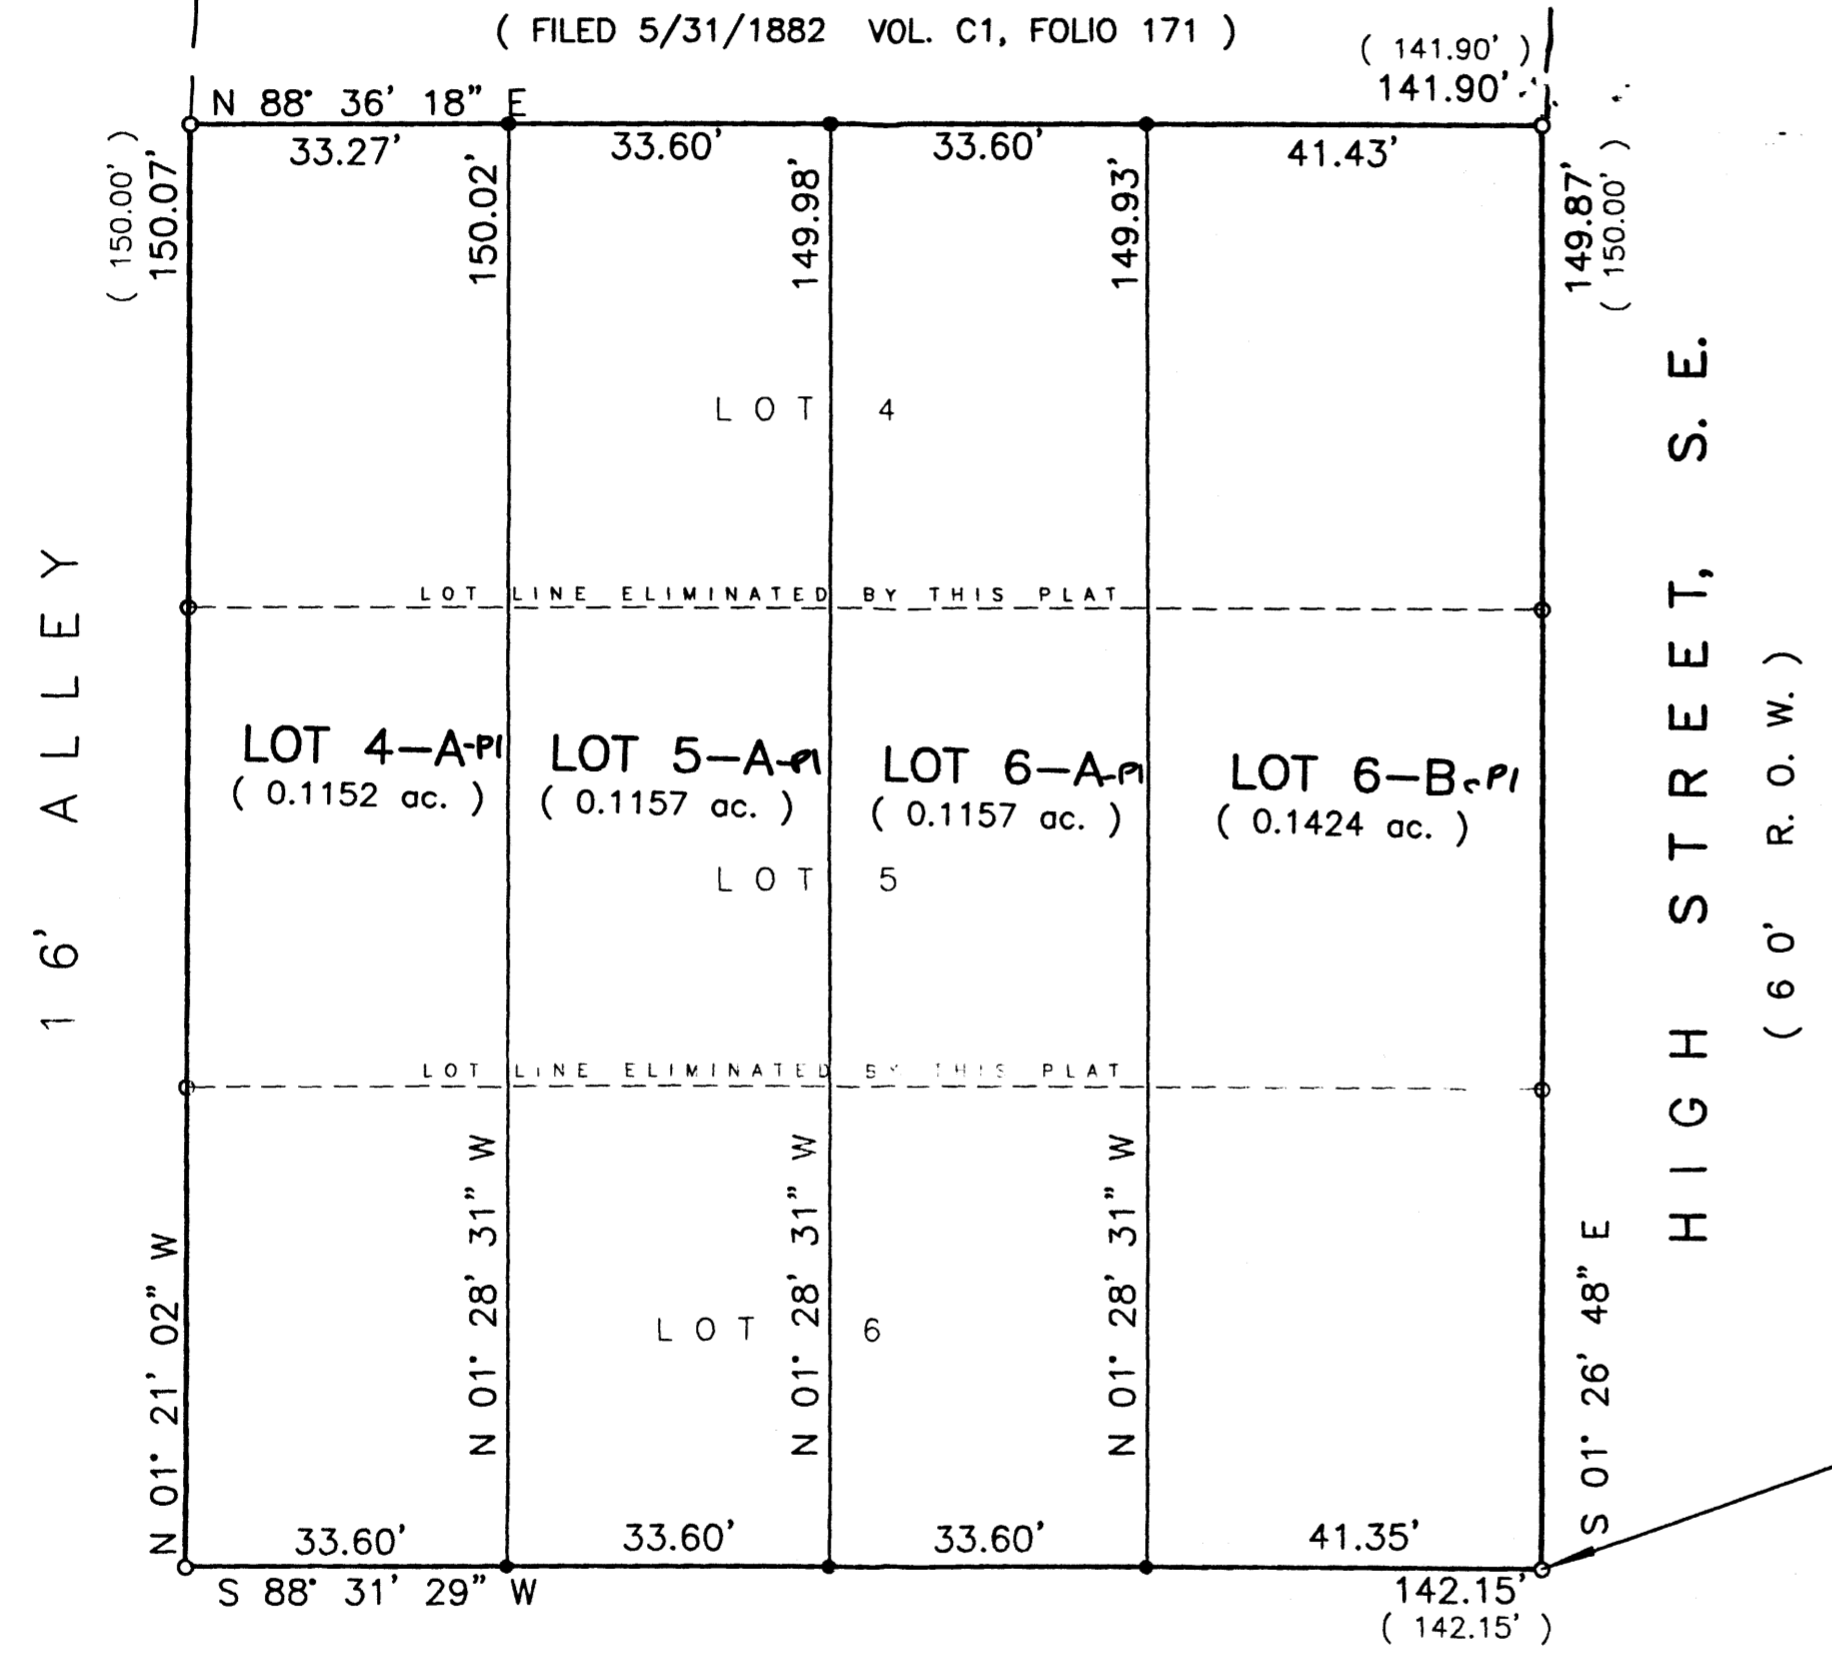 ( FILED 5/31/1882 VOL. C1, FOLIO 171 )
( 141.90' )
N 88° 36' 18" E
141.90'
33.27'
33.60'
33.60'
41.43'
( 150.00' )
150.07'
150.02'
149.98'
149.93'
149.87'
( 150.00' )
LOT 4
LOT LINE ELIMINATED BY THIS PLAT
16' ALLEY
HIGH STREET, S. E.
( 60' R. O. W. )
LOT 4-A-P1
( 0.1152 ac. )
LOT 5-A-P1
( 0.1157 ac. )
LOT 6-A-P1
( 0.1157 ac. )
LOT 6-B-P1
( 0.1424 ac. )
LOT 5
LOT LINE ELIMINATED BY THIS PLAT
N 01° 21' 02" W
N 01° 28' 31" W
N 01° 28' 31" W
N 01° 28' 31" W
S 01° 26' 48" E
LOT 6
33.60'
33.60'
33.60'
41.35'
S 88° 31' 29" W
142.15'
( 142.15' )